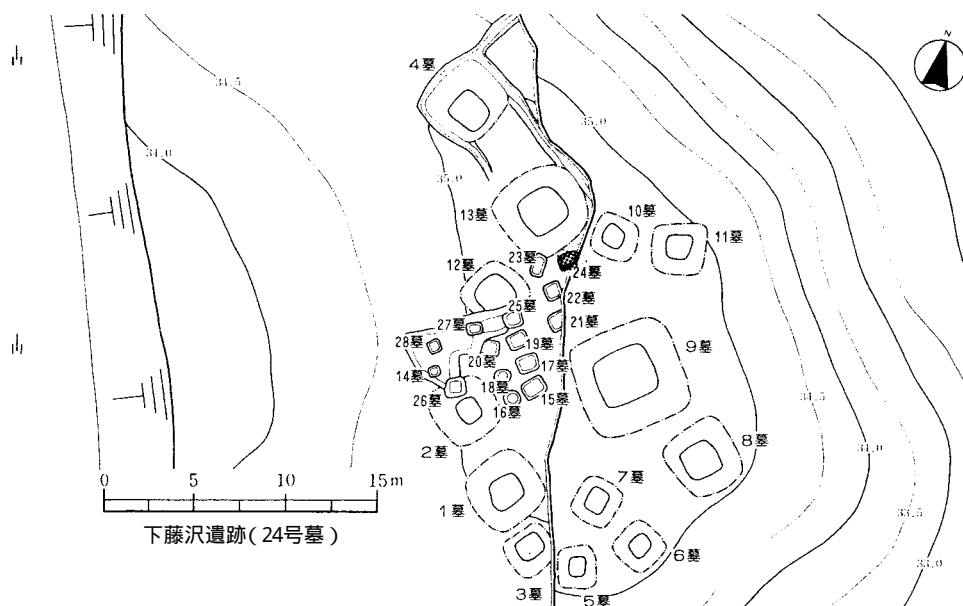 N
34.5
34.0
35.0
35.0
4墓
13墓
10墓
11墓
23墓
24墓
12墓
22墓
25墓
27墓
21墓
28墓
19墓
9墓
20墓
17墓
14墓
18墓
15墓
26墓
16墓
34.5
2墓
8墓
34.0
7墓
1墓
33.5
6墓
3墓
5墓
33.0
0 5 10 15m
下藤沢遺跡(24号墓)